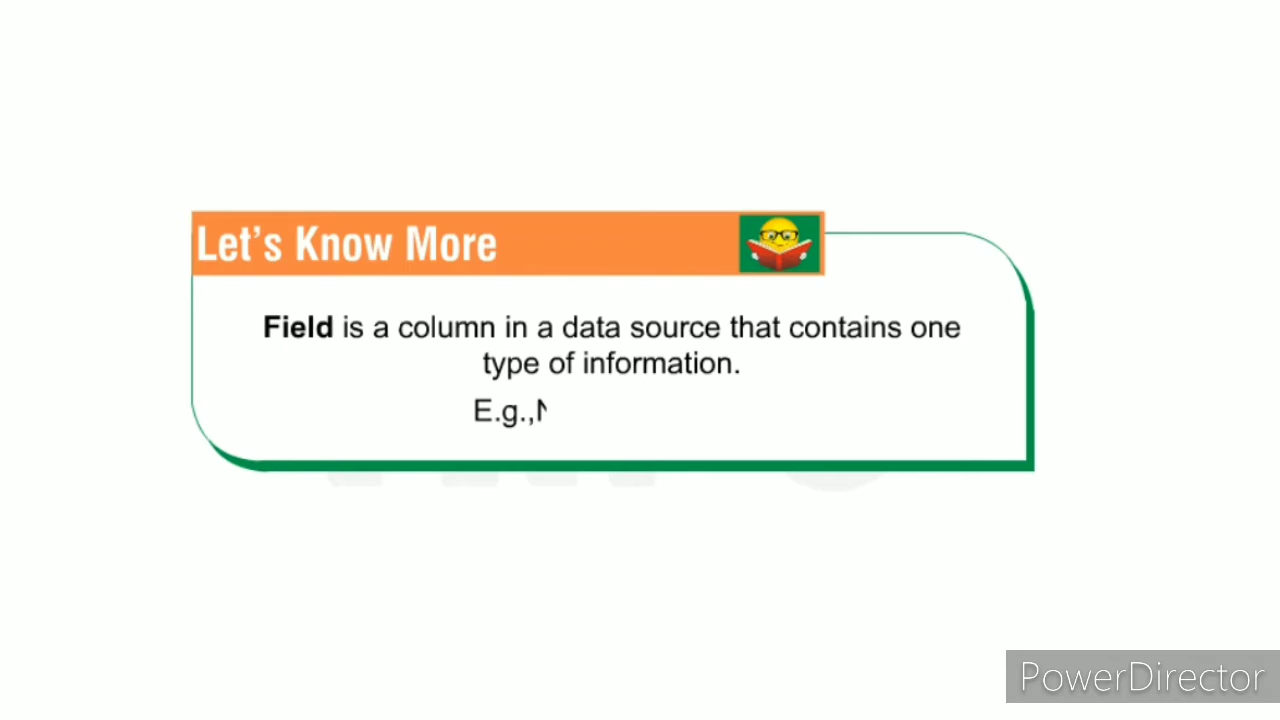 Let's Know More
Field is a column in a data source that contains one
type of information.
E.g.,
PowerDirector